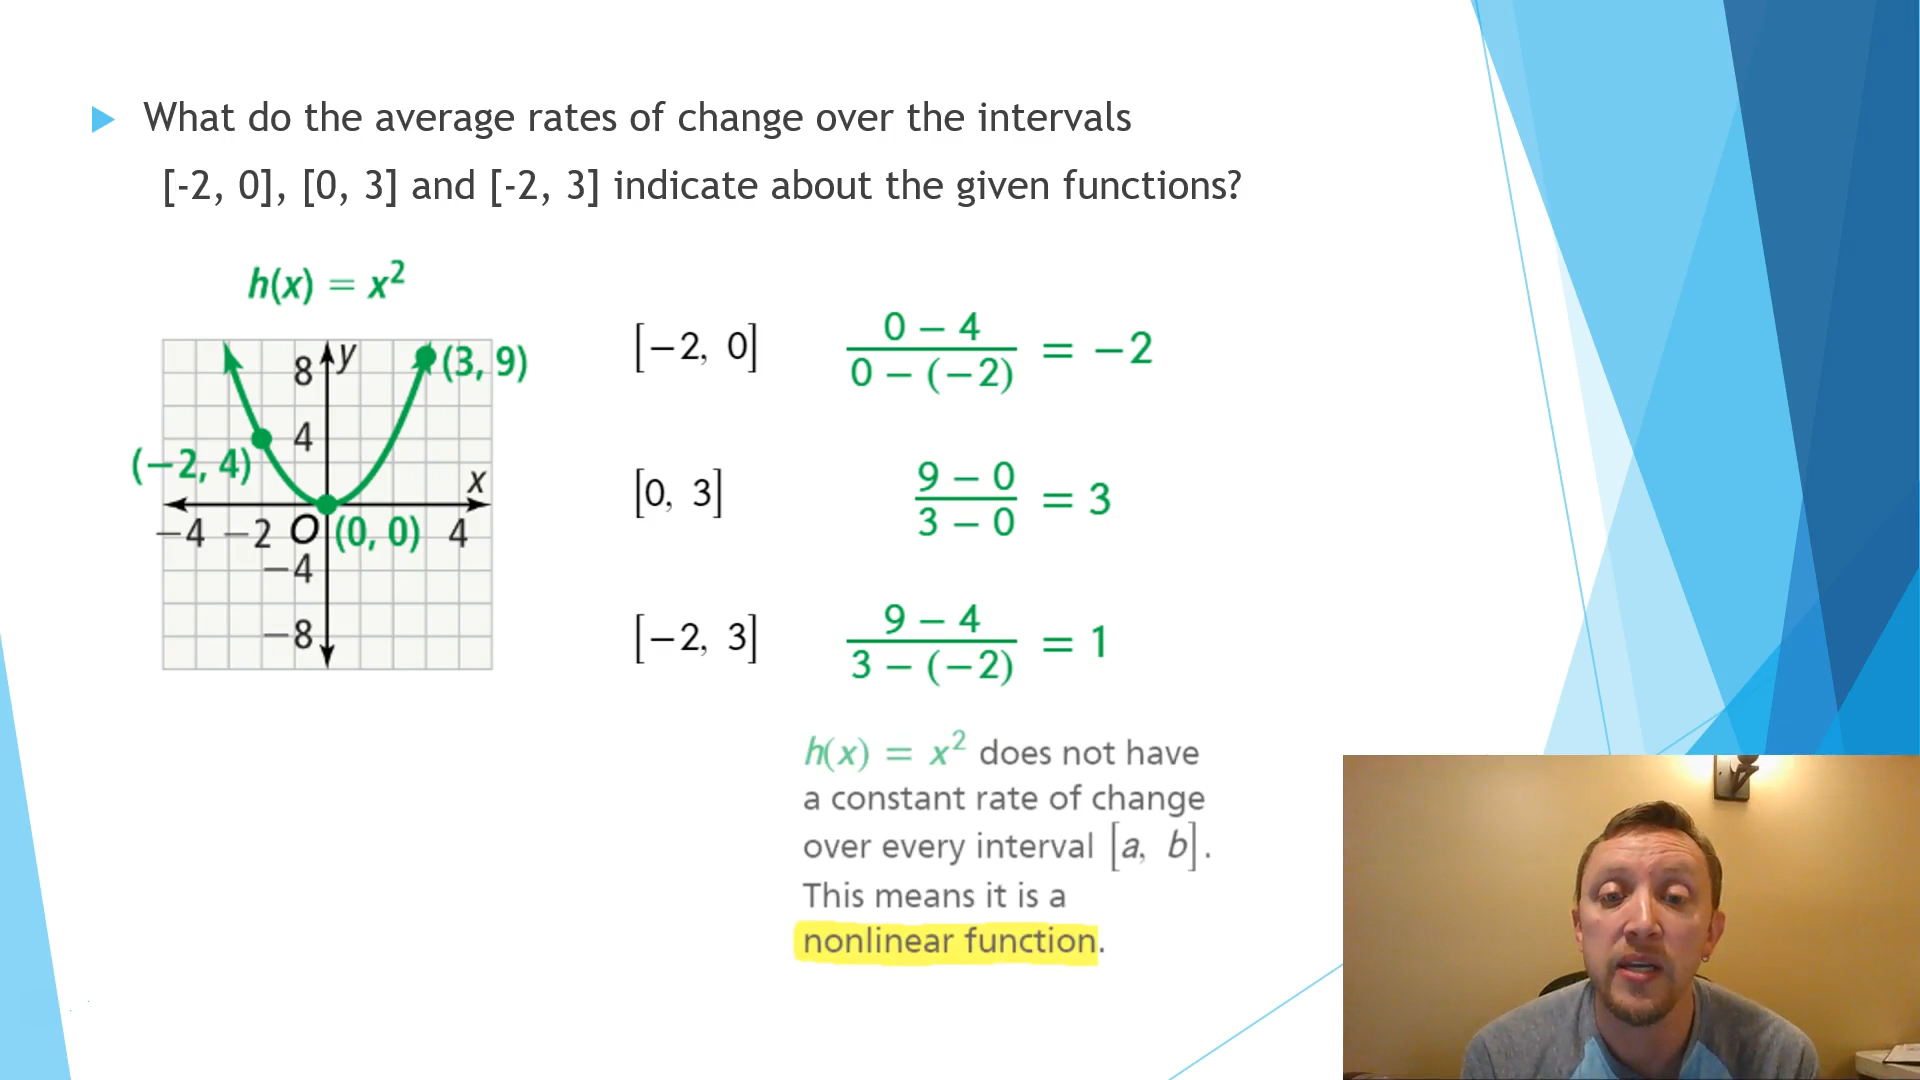 What do the average rates of change over the intervals
[-2, 0], [0, 3] and [-2, 3] indicate about the given functions?
h(x) = x²
8 y (3, 9)
4
(−2, 4)
x
−4 −2 O (0, 0) 4
−4
−8
[−2, 0] (0 − 4)/(0 − (−2)) = −2
[0, 3] (9 − 0)/(3 − 0) = 3
[−2, 3] (9 − 4)/(3 − (−2)) = 1
h(x) = x² does not have
a constant rate of change
over every interval [a, b].
This means it is a
nonlinear function.